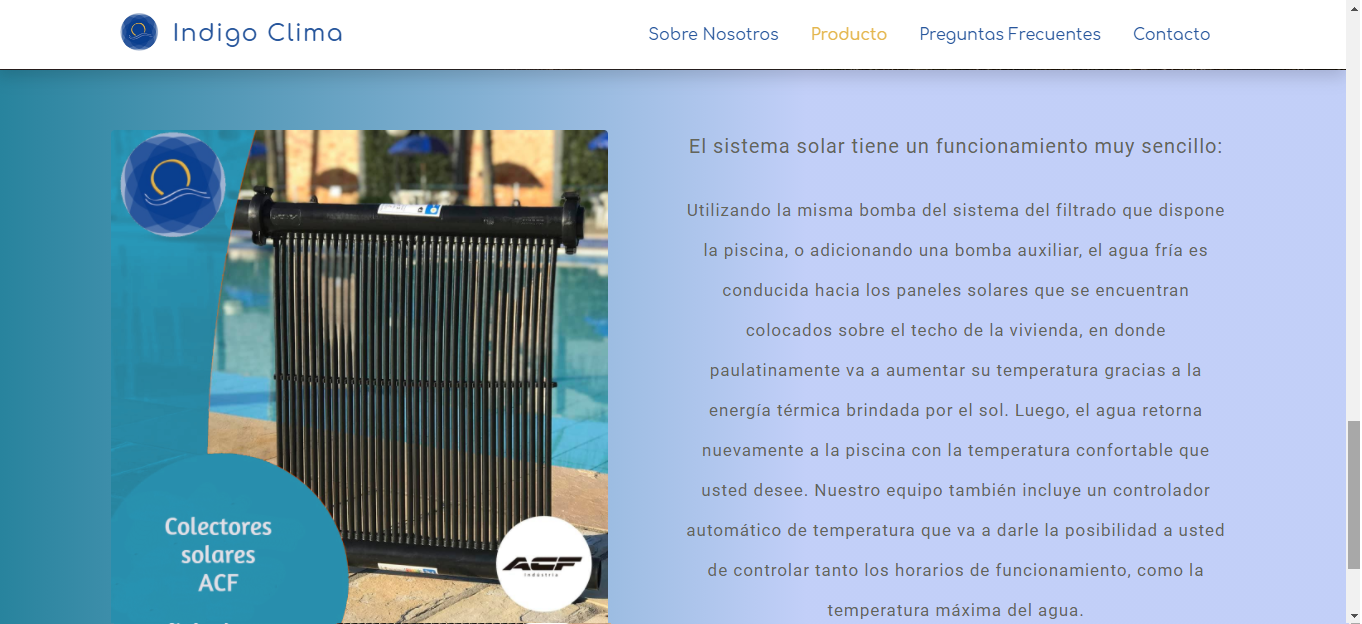 Indigo Clima
Sobre Nosotros
Producto
Preguntas Frecuentes
Contacto
El sistema solar tiene un funcionamiento muy sencillo:
Utilizando la misma bomba del sistema del filtrado que dispone
la piscina, o adicionando una bomba auxiliar, el agua fría es
conducida hacia los paneles solares que se encuentran
colocados sobre el techo de la vivienda, en donde
paulatinamente va a aumentar su temperatura gracias a la
energía térmica brindada por el sol. Luego, el agua retorna
nuevamente a la piscina con la temperatura confortable que
usted desee. Nuestro equipo también incluye un controlador
automático de temperatura que va a darle la posibilidad a usted
de controlar tanto los horarios de funcionamiento, como la
temperatura máxima del agua.
Colectores
solares
ACF
ACF
indústria